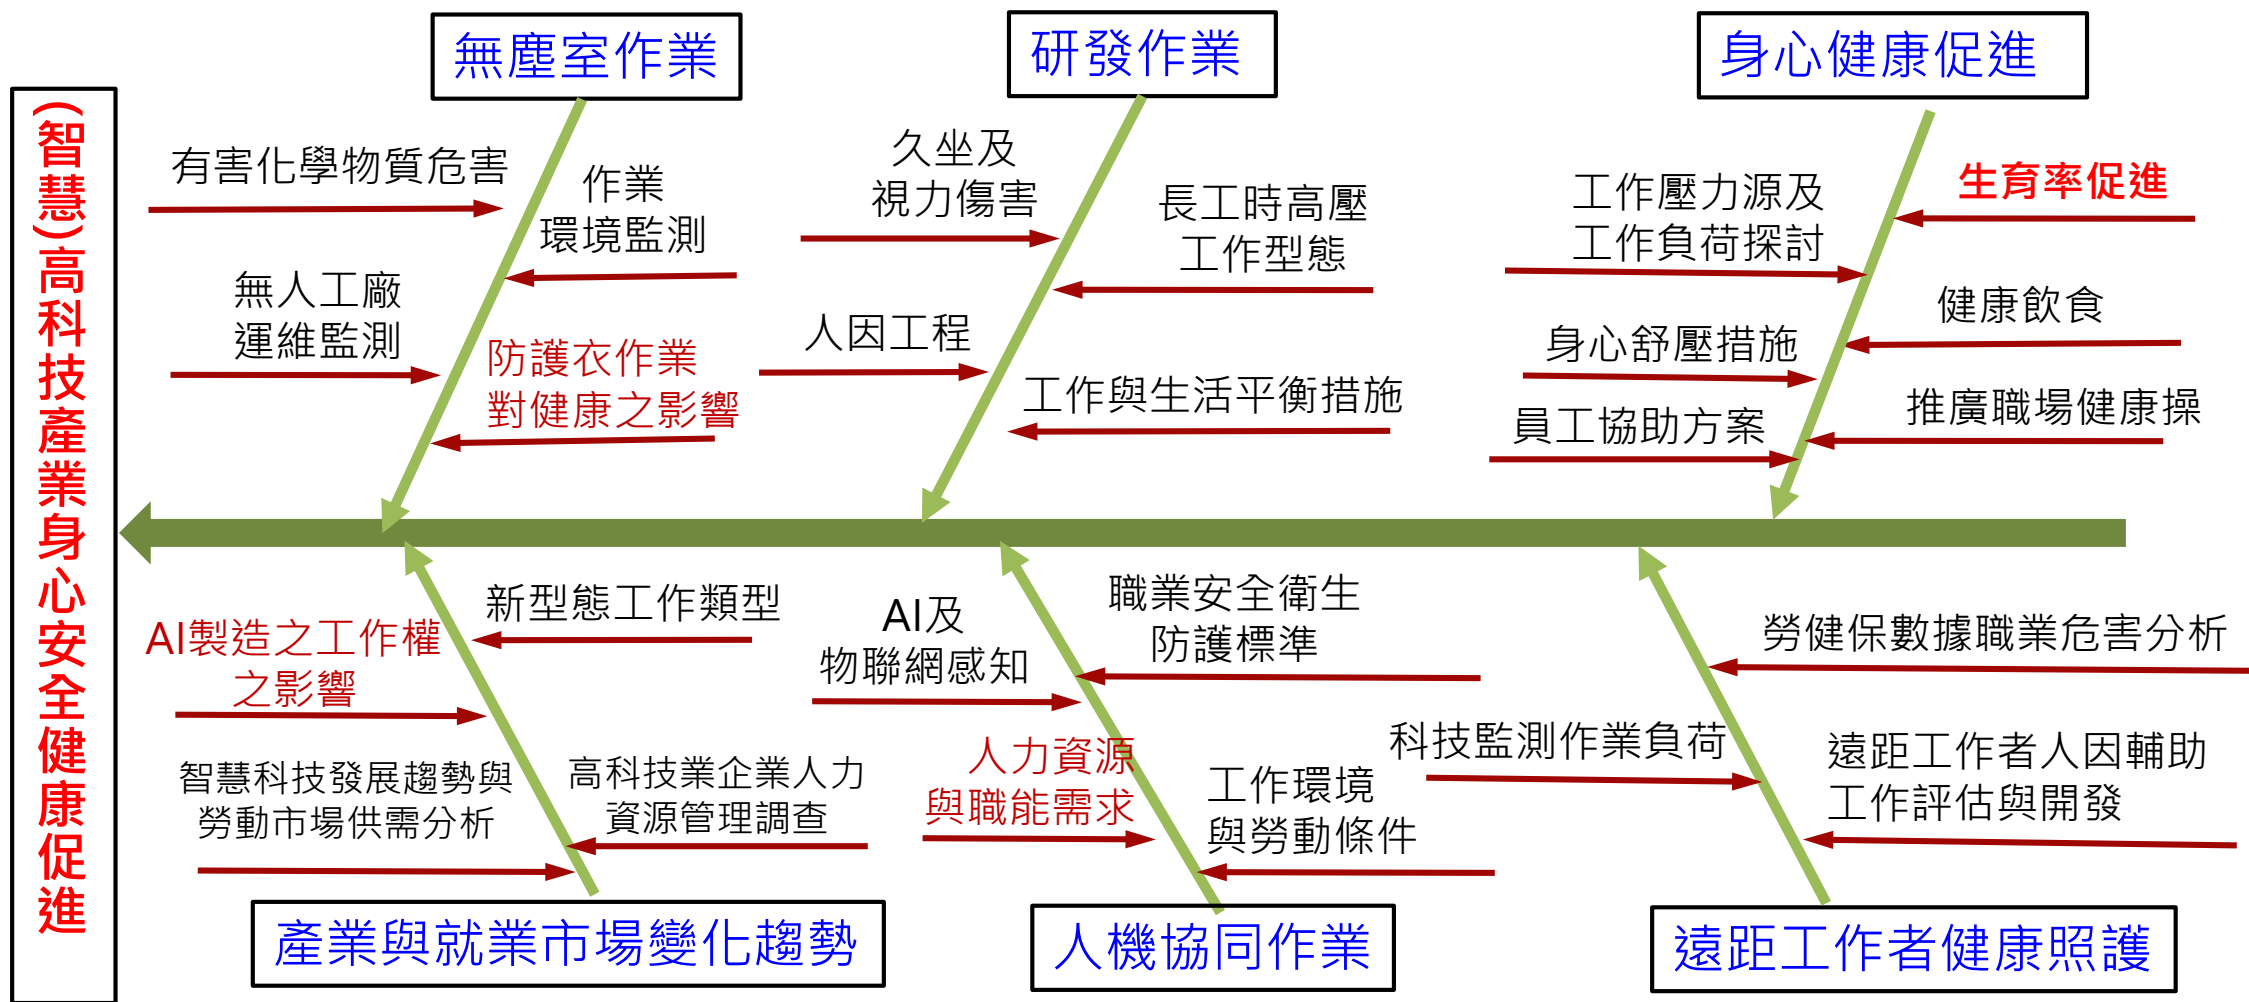 (智慧)高科技產業身心安全健康促進
無塵室作業
有害化學物質危害
作業
環境監測
無人工廠
運維監測
防護衣作業
對健康之影響
研發作業
久坐及
視力傷害
長工時高壓
工作型態
人因工程
工作與生活平衡措施
身心健康促進
工作壓力源及
工作負荷探討
生育率促進
身心舒壓措施
健康飲食
員工協助方案
推廣職場健康操
新型態工作類型
AI製造之工作權
之影響
智慧科技發展趨勢與
勞動市場供需分析
高科技業企業人力
資源管理調查
產業與就業市場變化趨勢
AI及
物聯網感知
職業安全衛生
防護標準
人力資源
與職能需求
工作環境
與勞動條件
人機協同作業
勞健保數據職業危害分析
科技監測作業負荷
遠距工作者人因輔助
工作評估與開發
遠距工作者健康照護